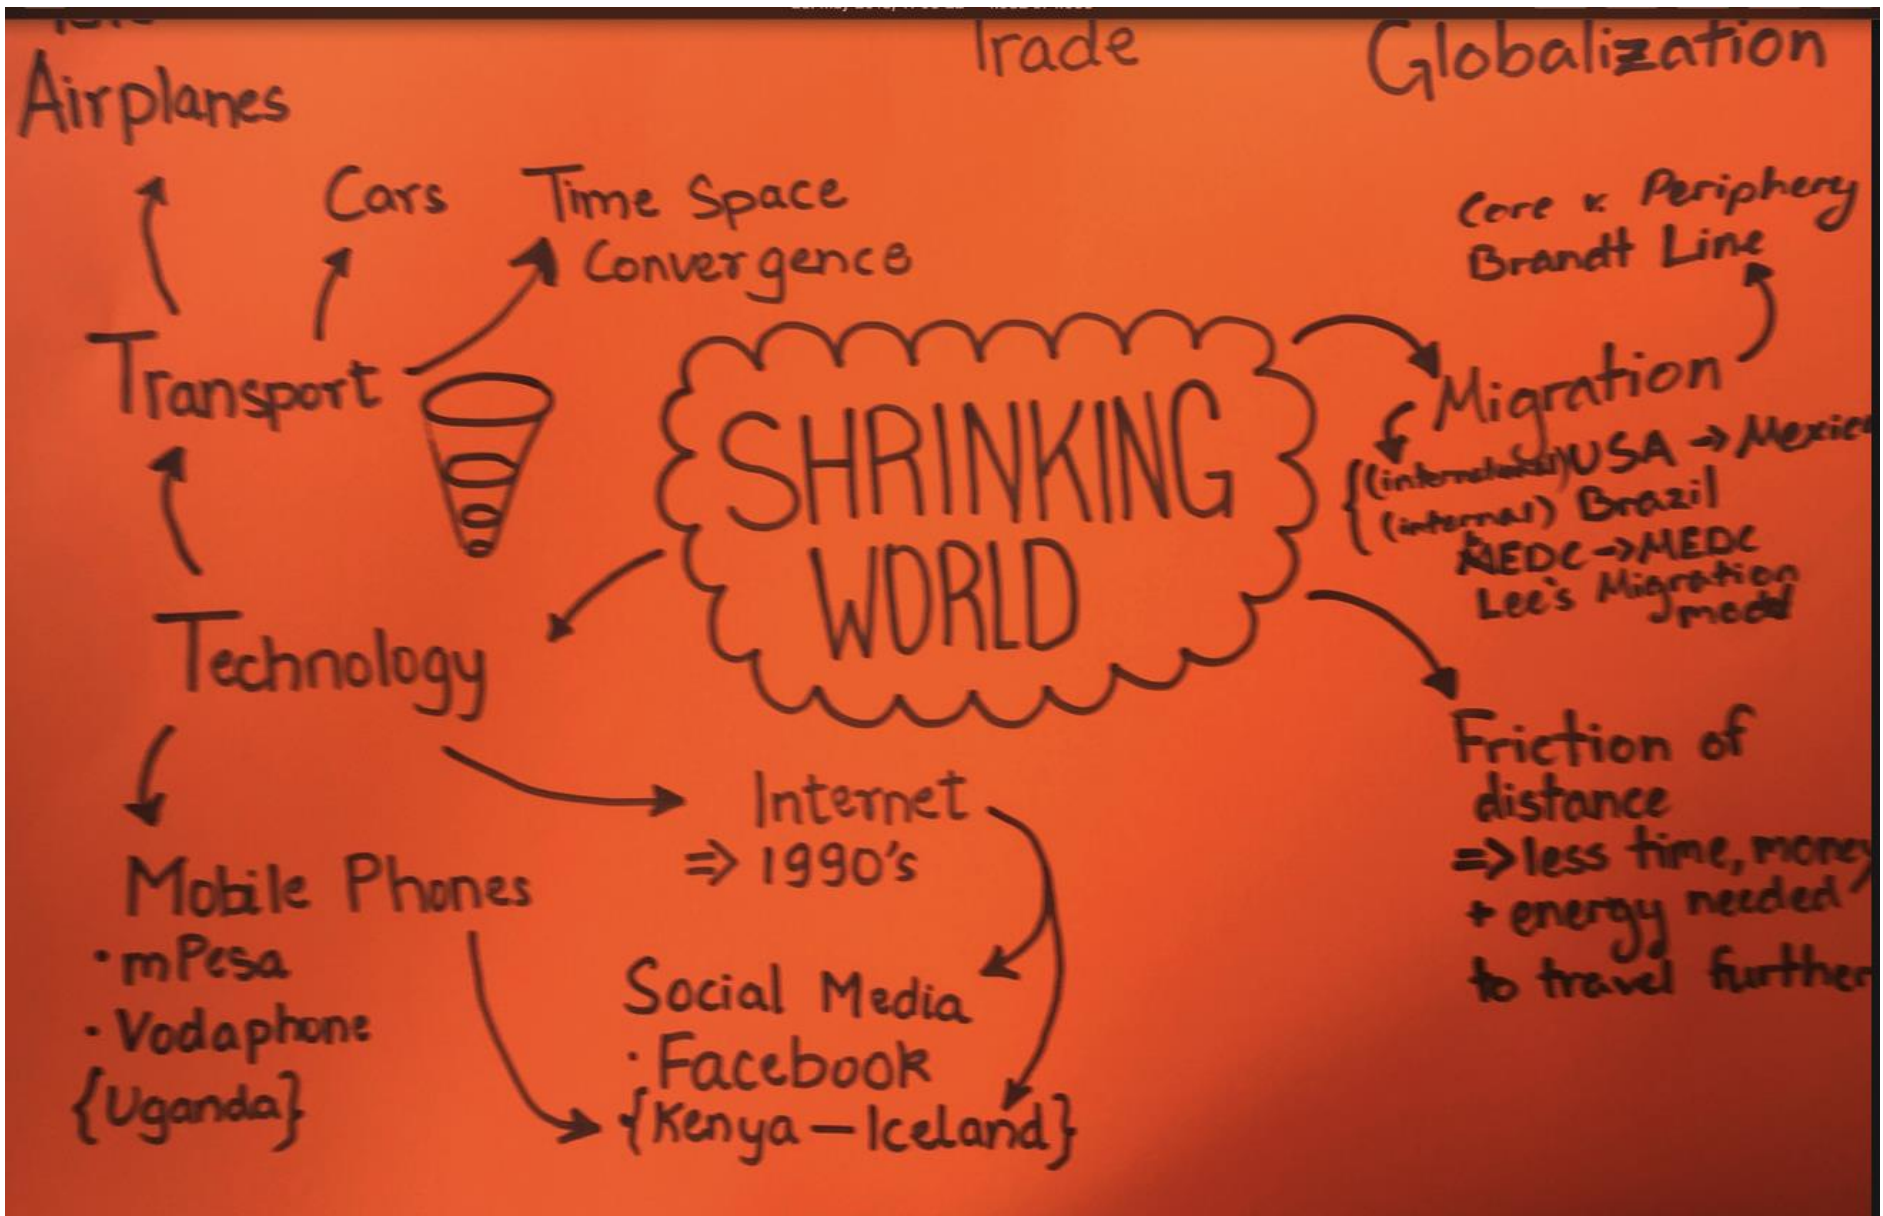 Trade
Globalization
Airplanes
Cars
Time Space
Convergence
Core & Periphery
Brandt Line
Transport
Migration
SHRINKING
WORLD
(international) USA → Mexico
(internal) Brazil
MEDC → MEDC
Lee's Migration
model
Technology
Friction of
distance
=> less time, money
+ energy needed
to travel further
Internet
=> 1990's
Mobile Phones
· mPesa
· Vodaphone
{Uganda}
Social Media
· Facebook
{Kenya – Iceland}